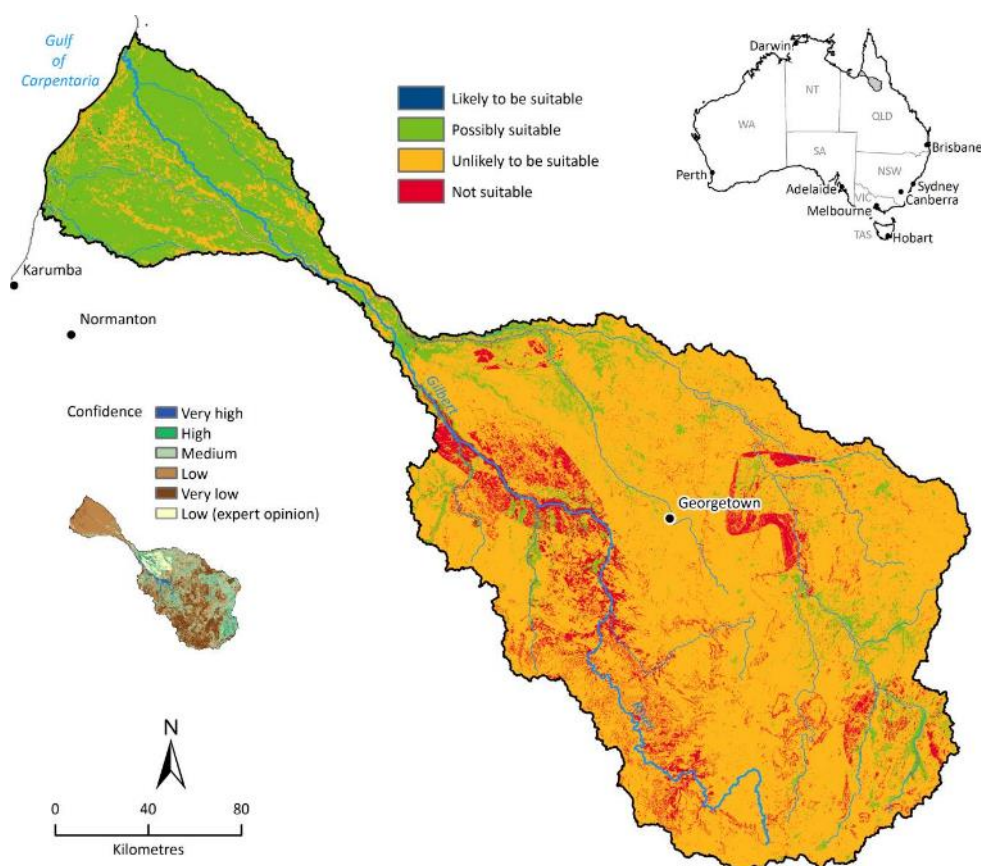 Gulf
of
Carpentaria
Likely to be suitable
Possibly suitable
Unlikely to be suitable
Not suitable
Darwin
NT
QLD
WA
SA
Brisbane
NSW
Perth
Adelaide
Sydney
VIC
Canberra
Melbourne
TAS
Hobart
Karumba
Normanton
Gilbert
Confidence
Very high
High
Medium
Low
Very low
Low (expert opinion)
Georgetown
River
N
0 40 80
Kilometres